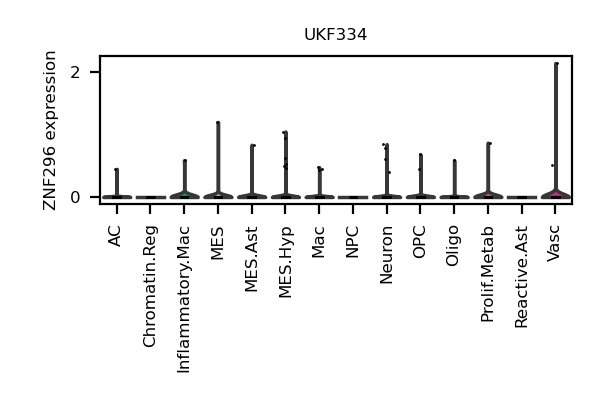 UKF334
ZNF296 expression
2
0
AC
Chromatin.Reg
Inflammatory.Mac
MES
MES.Ast
MES.Hyp
Mac
NPC
Neuron
OPC
Oligo
Prolif.Metab
Reactive.Ast
Vasc